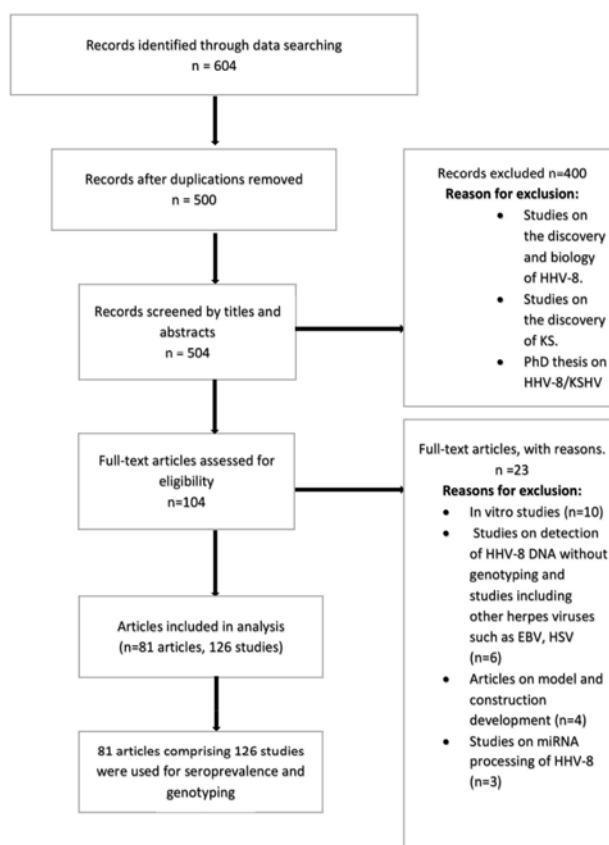 Records identified through data searching
n = 604
Records after duplications removed
n = 500
Records excluded n=400
Reason for exclusion:
• Studies on
the discovery
and biology
of HHV-8.
• Studies on
the discovery
of KS.
• PhD thesis on
HHV-8/KSHV
Records screened by titles and
abstracts
n = 504
Full-text articles assessed for
eligibility
n=104
Full-text articles, with reasons.
n =23
Reasons for exclusion:
• In vitro studies (n=10)
• Studies on detection
of HHV-8 DNA without
genotyping and
studies including
other herpes viruses
such as EBV, HSV
(n=6)
• Articles on model and
construction
development (n=4)
• Studies on miRNA
processing of HHV-8
(n=3)
Articles included in analysis
(n=81 articles, 126 studies)
81 articles comprising 126 studies
were used for seroprevalence and
genotyping